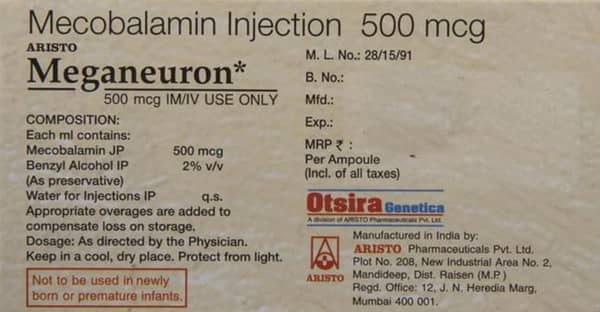 Mecobalamin Injection 500 mcg
ARISTO
Meganeuron*
500 mcg IM/IV USE ONLY
COMPOSITION:
Each ml contains:
Mecobalamin JP 500 mcg
Benzyl Alcohol IP 2% v/v
(As preservative)
Water for Injections IP q.s.
Appropriate overages are added to
compensate loss on storage.
Dosage: As directed by the Physician.
Keep in a cool, dry place. Protect from light.
Not to be used in newly
born or premature infants.
M. L. No.: 28/15/91
B. No.:
Mfd.:
Exp.:
MRP ₹ :
Per Ampoule
(Incl. of all taxes)
Otsira Genetica
A division of ARISTO Pharmaceuticals Pvt. Ltd.
ARISTO
Manufactured in India by:
ARISTO Pharmaceuticals Pvt. Ltd.
Plot No. 208, New Industrial Area No. 2,
Mandideep, Dist. Raisen (M.P.)
Regd. Office: 12, J. N. Heredia Marg,
Mumbai 400 001.